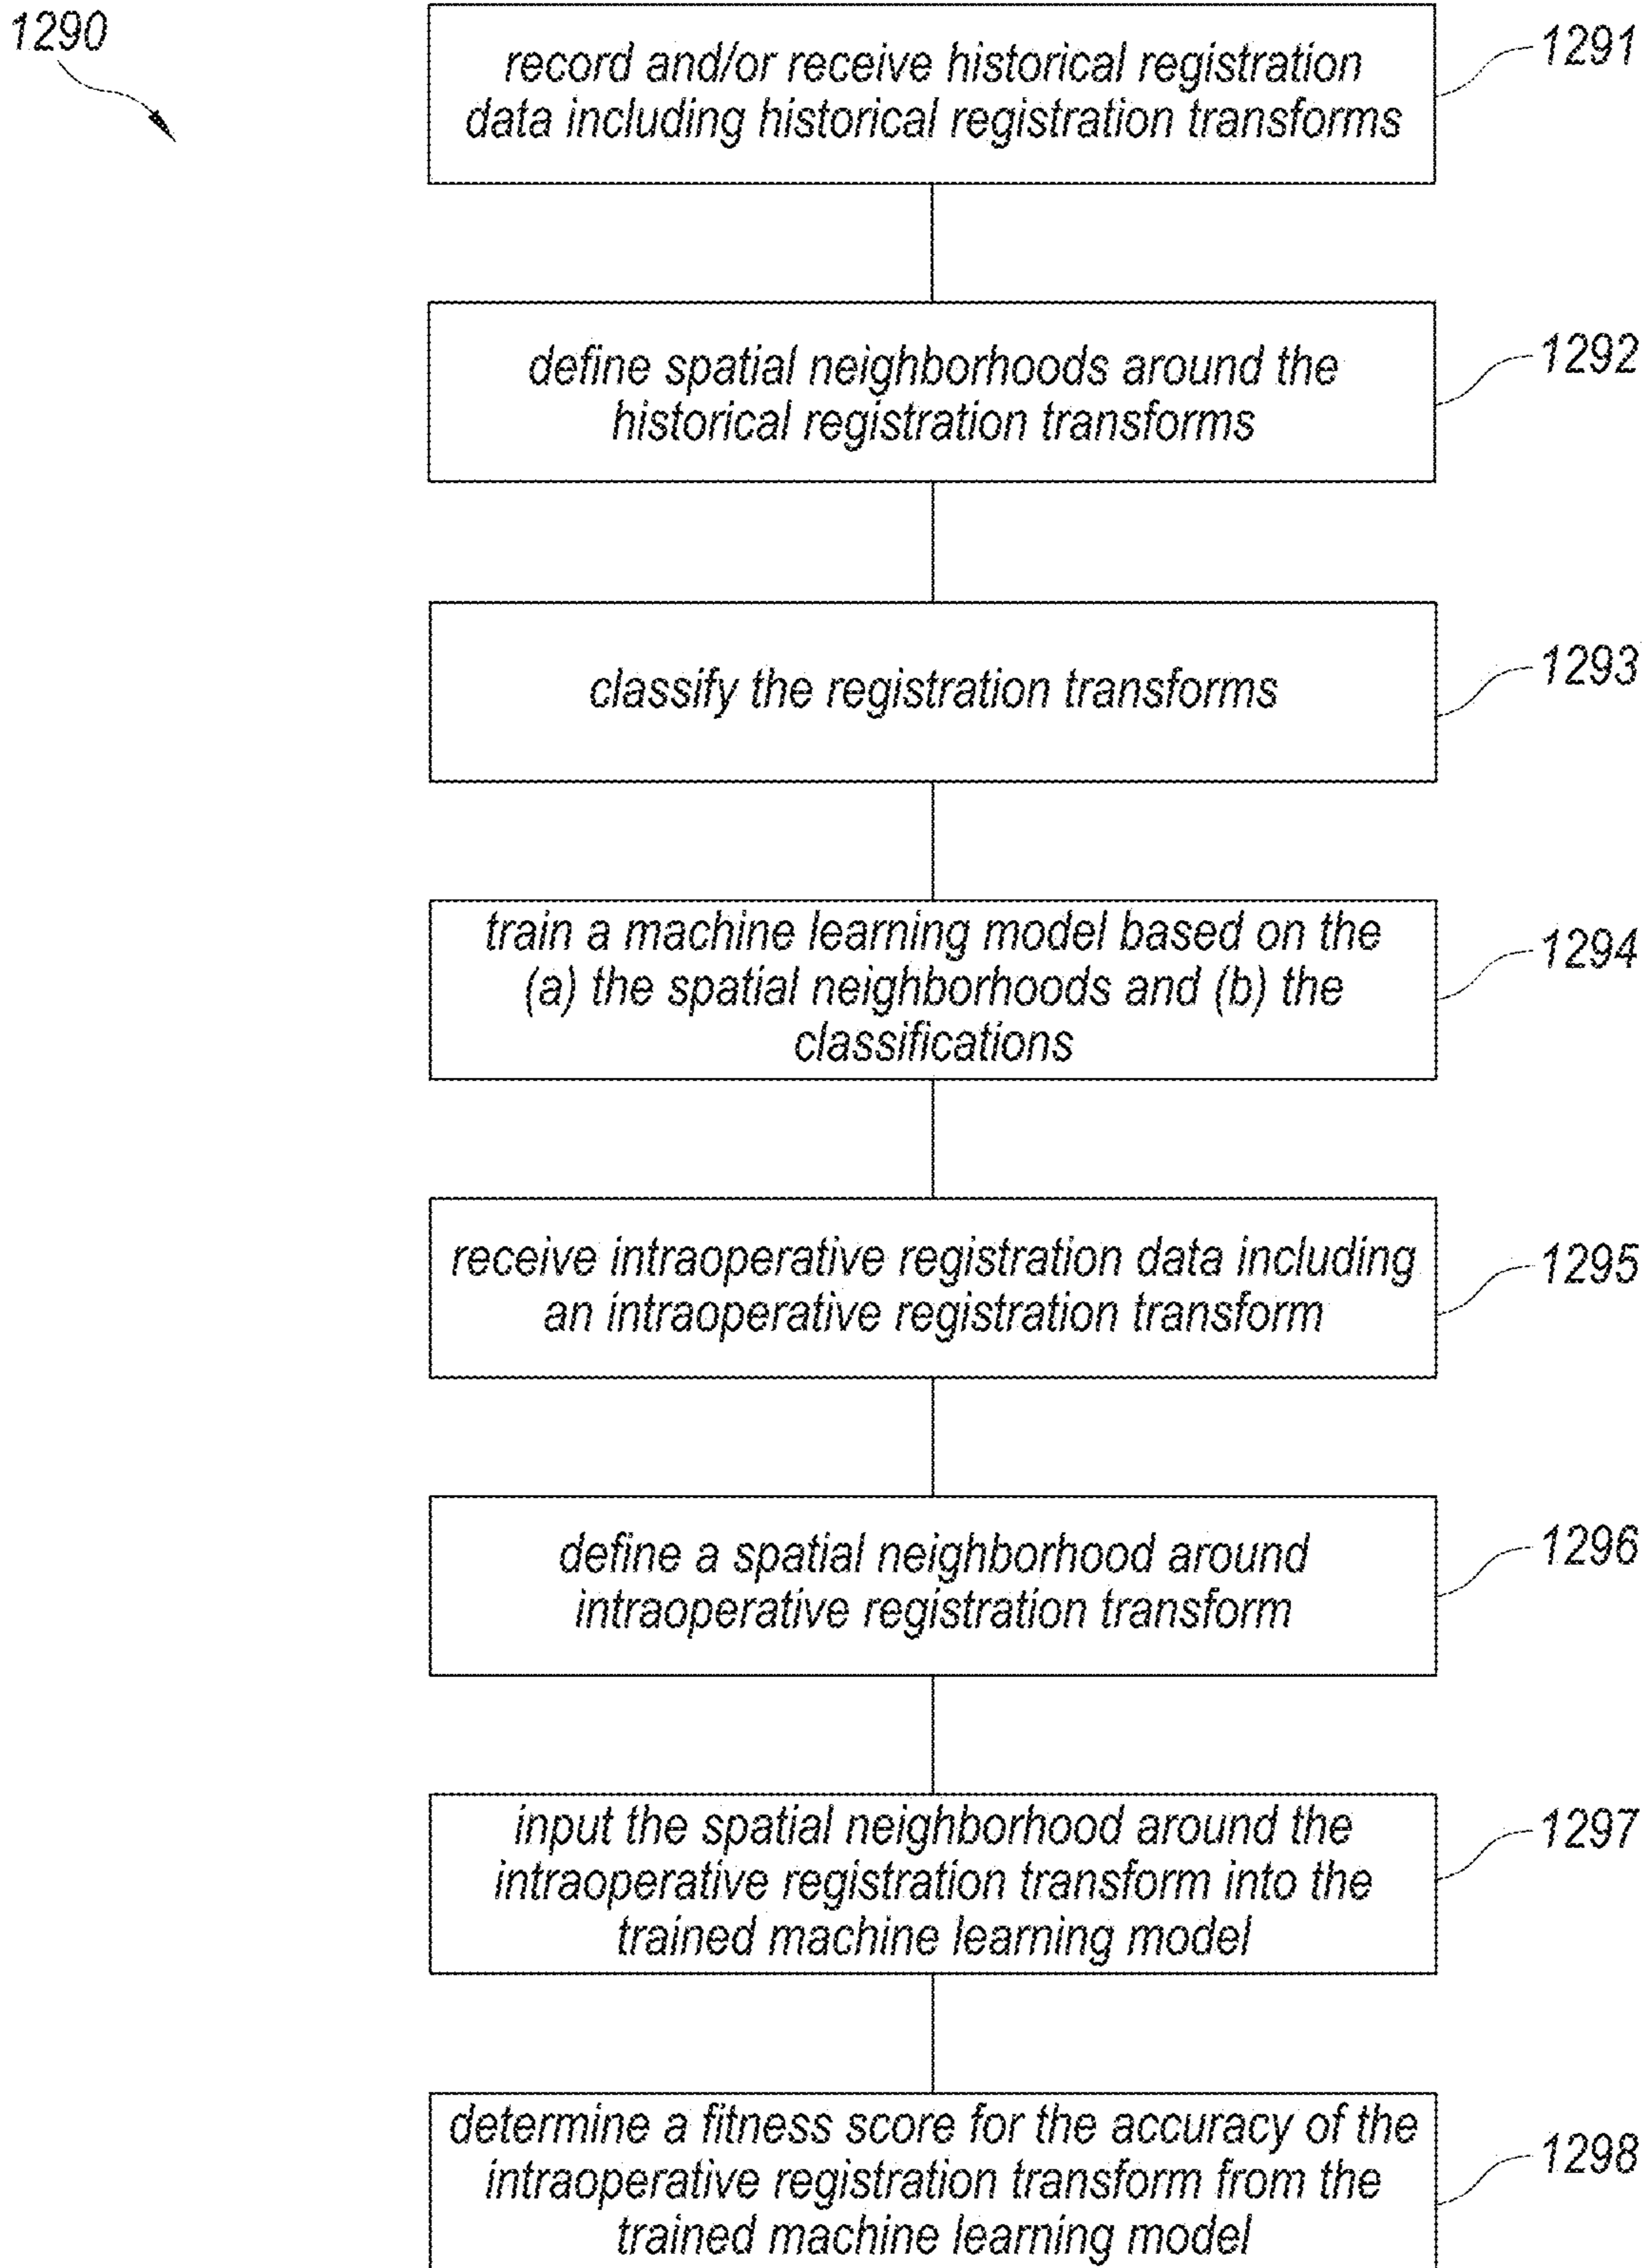 1290
record and/or receive historical registration
data including historical registration transforms
1291
define spatial neighborhoods around the
historical registration transforms
1292
classify the registration transforms
1293
train a machine learning model based on the
(a) the spatial neighborhoods and (b) the
classifications
1294
receive intraoperative registration data including
an intraoperative registration transform
1295
define a spatial neighborhood around
intraoperative registration transform
1296
input the spatial neighborhood around the
intraoperative registration transform into the
trained machine learning model
1297
determine a fitness score for the accuracy of the
intraoperative registration transform from the
trained machine learning model
1298